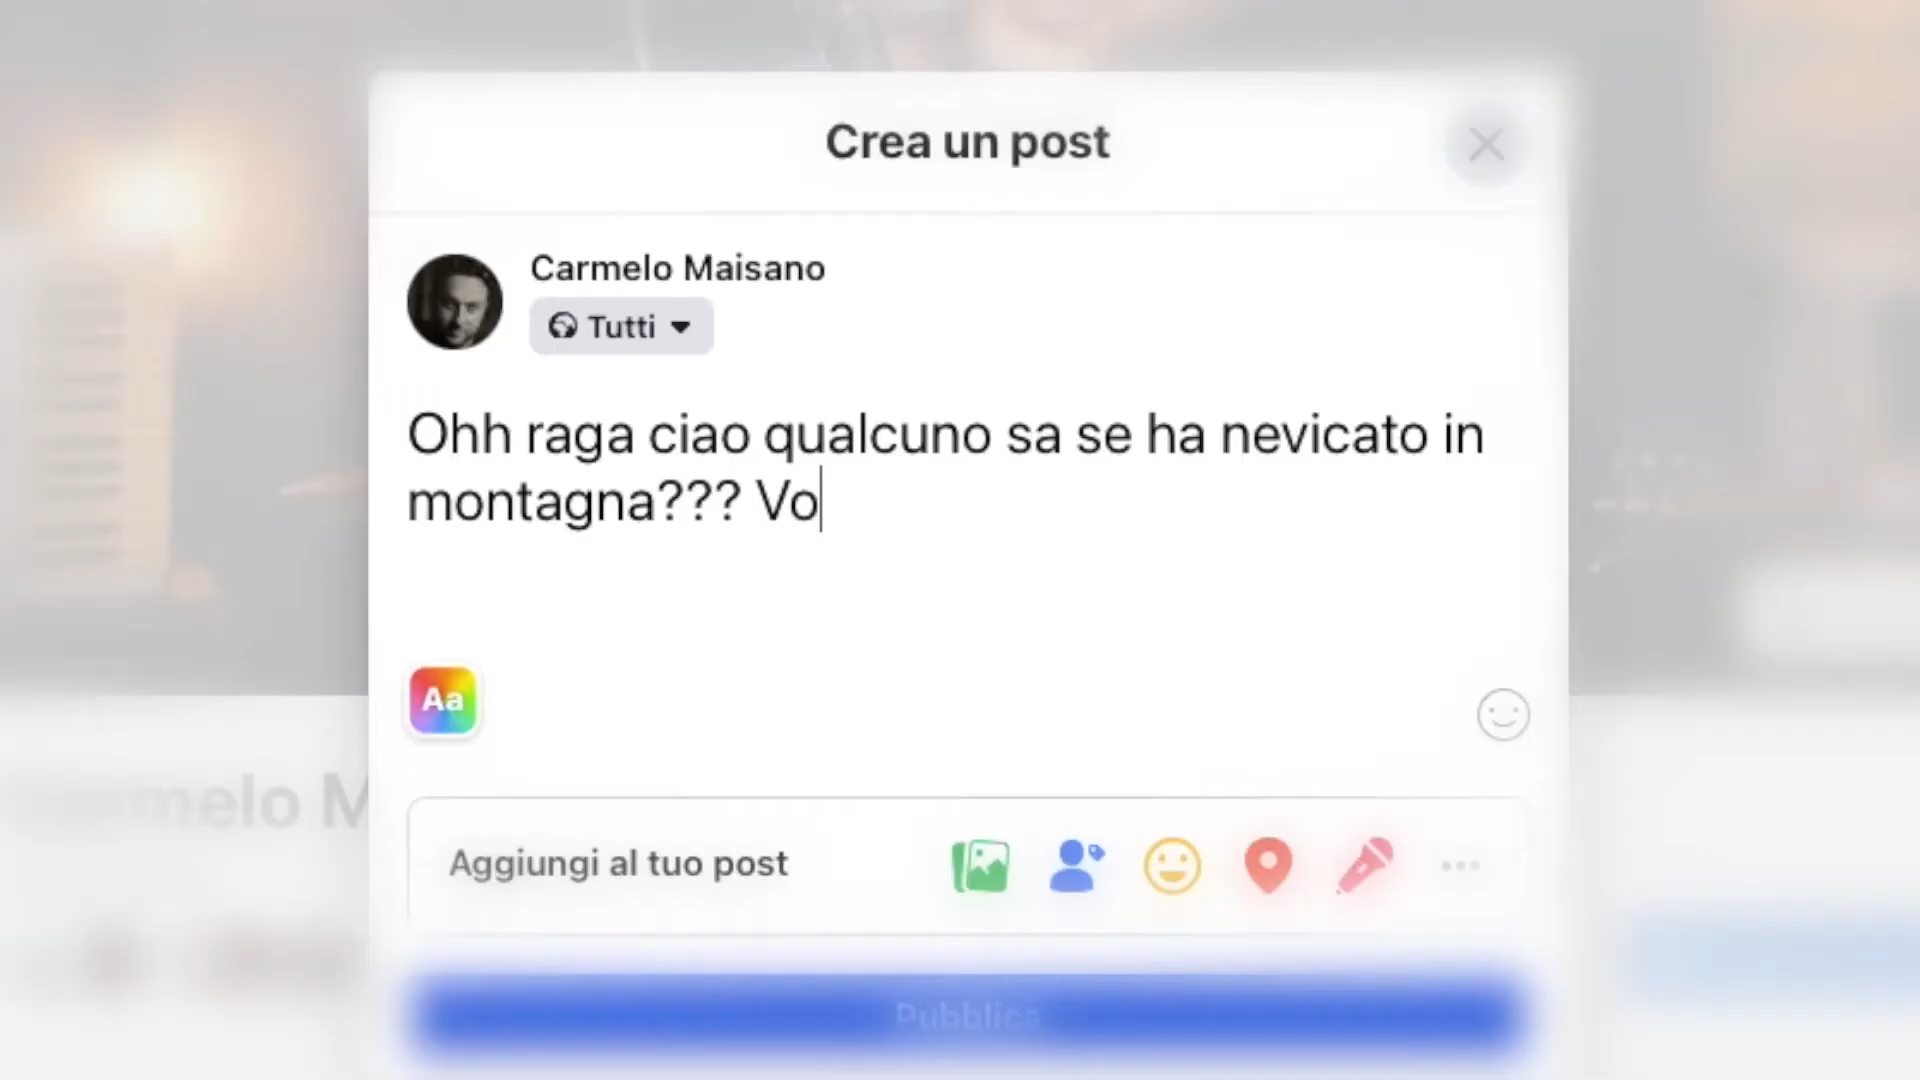 Crea un post
Carmelo Maisano
Tutti
Ohh raga ciao qualcuno sa se ha nevicato in
montagna??? Vo
Aa
Aggiungi al tuo post
Pubblica